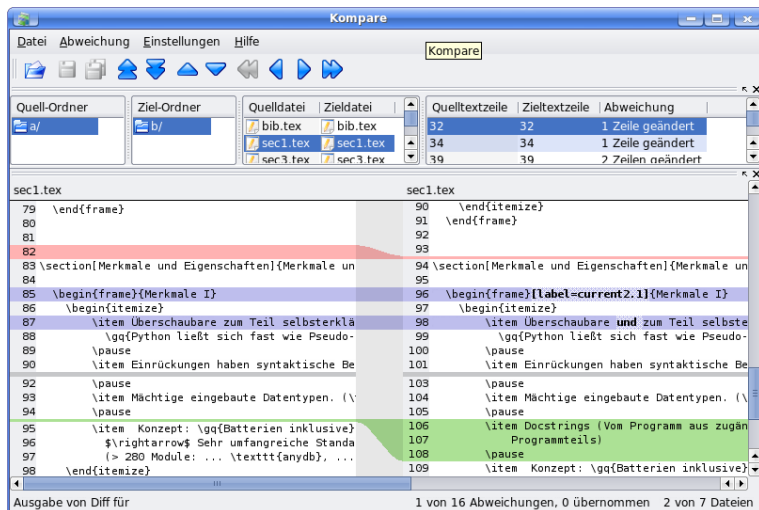 Kompare
Datei Abweichung Einstellungen Hilfe
Kompare
Quell-Ordner Ziel-Ordner Quelldatei Zieldatei Quelltextzeile Zieltextzeile Abweichung
a/ b/ bib.tex bib.tex 32 32 1 Zeile geändert
sec1.tex sec1.tex 34 34 1 Zeile geändert
sec3.tex sec3.tex 39 39 2 Zeilen geändert
sec1.tex
79 \end{frame}
80
81
82
83 \section[Merkmale und Eigenschaften]{Merkmale un
84
85 \begin{frame}{Merkmale I}
86 \begin{itemize}
87 \item Überschaubare zum Teil selbsterklä
88 \gq{Python ließt sich fast wie Pseudo-
89 \pause
90 \item Einrückungen haben syntaktische Be
92 \pause
93 \item Mächtige eingebaute Datentypen. (\
94 \pause
95 \item Konzept: \gq{Batterien inklusive}
96 $\rightarrow$ Sehr umfangreiche Standa
97 (> 280 Module: ... \texttt{anydb}, ...
98 \end{itemize}
sec1.tex
90 \end{itemize}
91 \end{frame}
92
93
94 \section[Merkmale und Eigenschaften]{Merkmale un
95
96 \begin{frame}[label=current2.1]{Merkmale I}
97 \begin{itemize}
98 \item Überschaubare und zum Teil selbste
99 \gq{Python ließt sich fast wie Pseudo-
100 \pause
101 \item Einrückungen haben syntaktische Be
103 \pause
104 \item Mächtige eingebaute Datentypen. (\
105 \pause
106 \item Docstrings (Vom Programm aus zugän
107 Programmteils)
108 \pause
109 \item Konzept: \gq{Batterien inklusive}
Ausgabe von Diff für 1 von 16 Abweichungen, 0 übernommen 2 von 7 Dateien